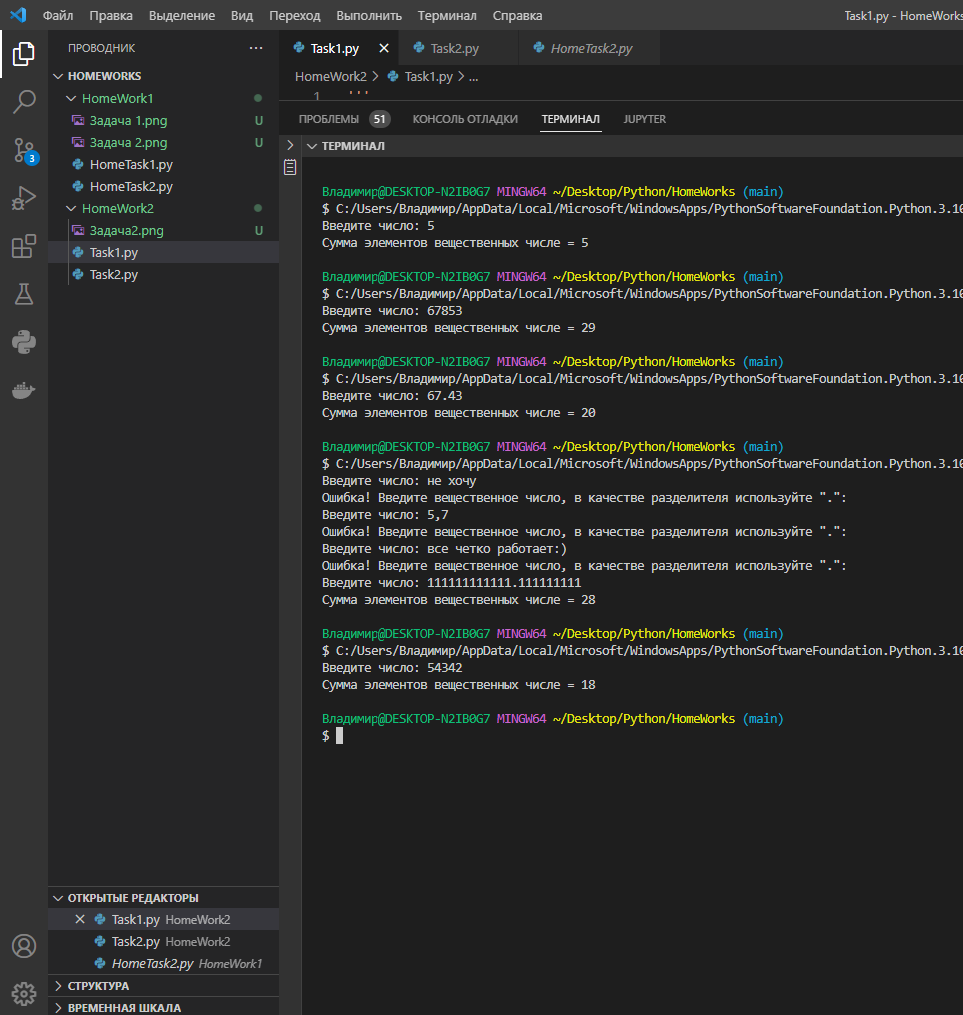 Файл Правка Выделение Вид Переход Выполнить Терминал Справка Task1.py - HomeWorks
ПРОВОДНИК ...
HOMEWORKS
HomeWork1
Задача 1.png U
Задача 2.png U
HomeTask1.py
HomeTask2.py
HomeWork2
Задача2.png U
Task1.py
Task2.py
3
ОТКРЫТЫЕ РЕДАКТОРЫ
Task1.py HomeWork2
Task2.py HomeWork2
HomeTask2.py HomeWork1
СТРУКТУРА
ВРЕМЕННАЯ ШКАЛА
Task1.py Task2.py HomeTask2.py
HomeWork2 > Task1.py > ...
1 '''
ПРОБЛЕМЫ 51 КОНСОЛЬ ОТЛАДКИ ТЕРМИНАЛ JUPYTER
ТЕРМИНАЛ
Владимир@DESKTOP-N2IB0G7 MINGW64 ~/Desktop/Python/HomeWorks (main)
$ C:/Users/Владимир/AppData/Local/Microsoft/WindowsApps/PythonSoftwareFoundation.Python.3.10
Введите число: 5
Сумма элементов вещественных числе = 5
Владимир@DESKTOP-N2IB0G7 MINGW64 ~/Desktop/Python/HomeWorks (main)
$ C:/Users/Владимир/AppData/Local/Microsoft/WindowsApps/PythonSoftwareFoundation.Python.3.10
Введите число: 67853
Сумма элементов вещественных числе = 29
Владимир@DESKTOP-N2IB0G7 MINGW64 ~/Desktop/Python/HomeWorks (main)
$ C:/Users/Владимир/AppData/Local/Microsoft/WindowsApps/PythonSoftwareFoundation.Python.3.10
Введите число: 67.43
Сумма элементов вещественных числе = 20
Владимир@DESKTOP-N2IB0G7 MINGW64 ~/Desktop/Python/HomeWorks (main)
$ C:/Users/Владимир/AppData/Local/Microsoft/WindowsApps/PythonSoftwareFoundation.Python.3.10
Введите число: не хочу
Ошибка! Введите вещественное число, в качестве разделителя используйте ".":
Введите число: 5,7
Ошибка! Введите вещественное число, в качестве разделителя используйте ".":
Введите число: все четко работает:)
Ошибка! Введите вещественное число, в качестве разделителя используйте ".":
Введите число: 111111111111.111111111
Сумма элементов вещественных числе = 28
Владимир@DESKTOP-N2IB0G7 MINGW64 ~/Desktop/Python/HomeWorks (main)
$ C:/Users/Владимир/AppData/Local/Microsoft/WindowsApps/PythonSoftwareFoundation.Python.3.10
Введите число: 54342
Сумма элементов вещественных числе = 18
Владимир@DESKTOP-N2IB0G7 MINGW64 ~/Desktop/Python/HomeWorks (main)
$